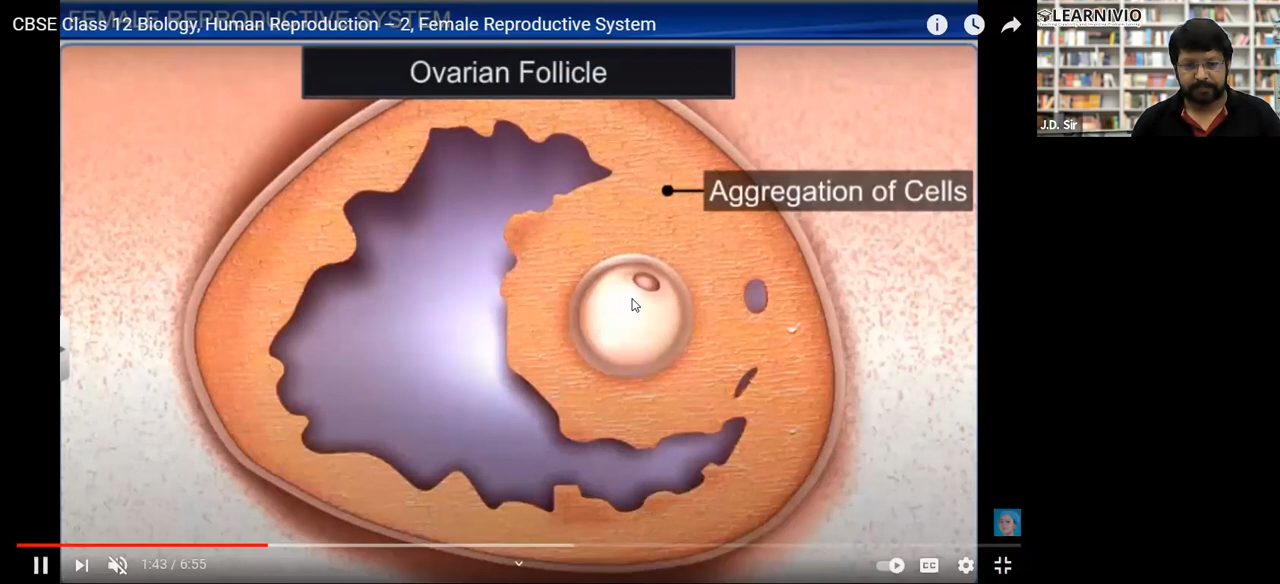 FEMALE REPRODUCTIVE SYSTEM
CBSE Class 12 Biology, Human Reproduction – 2, Female Reproductive System
LEARNIVIO
Ovarian Follicle
J.D. Sir
Aggregation of Cells
1:43 / 6:55
CC